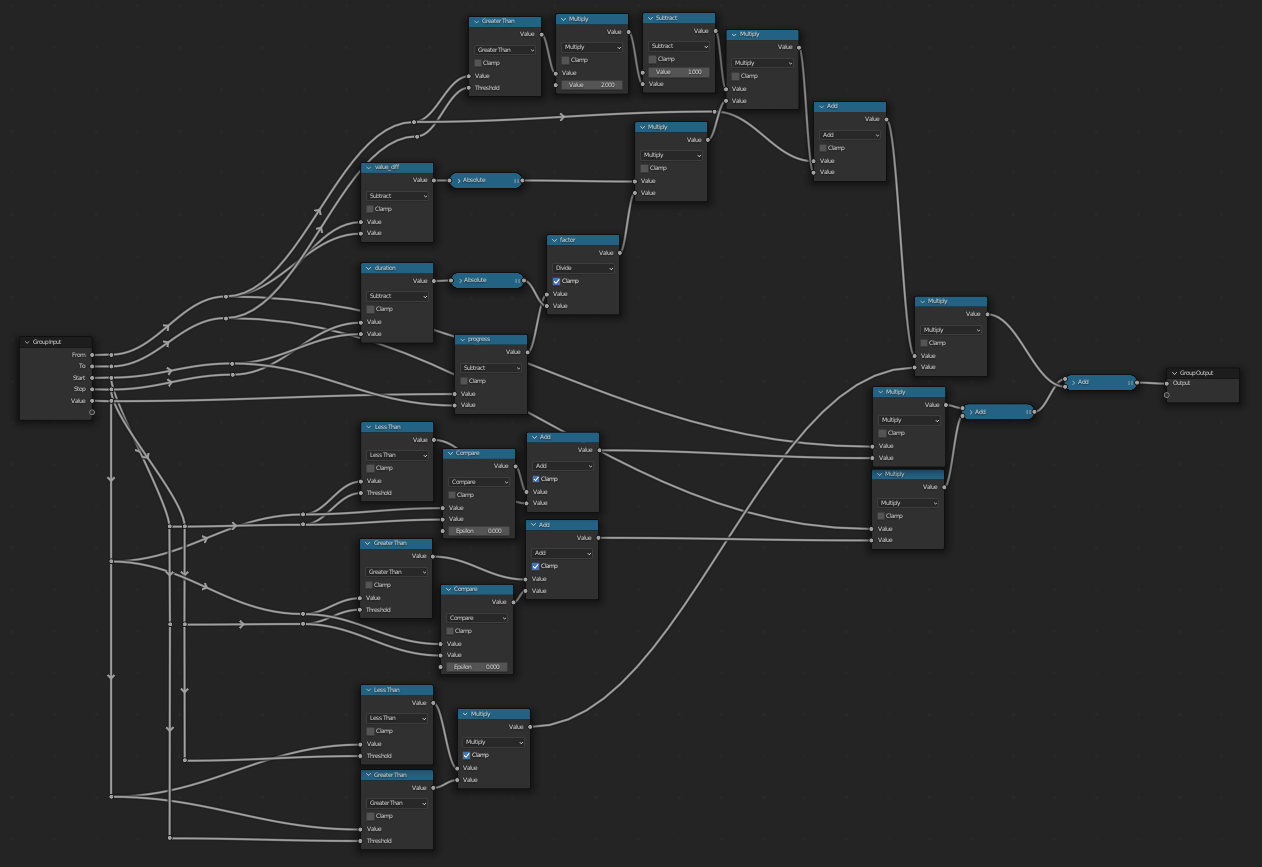 Group Input
From
To
Start
Stop
Value
Greater Than
Value
Greater Than
Clamp
Value
Threshold
Multiply
Value
Multiply
Clamp
Value
Value 2.000
Subtract
Value
Subtract
Clamp
Value 1.000
Value
Multiply
Value
Multiply
Clamp
Value
Value
Add
Value
Add
Clamp
Value
Value
Multiply
Value
Multiply
Clamp
Value
Value
value_diff
Value
Subtract
Clamp
Value
Value
Absolute
factor
Value
Divide
Clamp
Value
Value
duration
Value
Subtract
Clamp
Value
Value
Absolute
progress
Value
Subtract
Clamp
Value
Value
Less Than
Value
Less Than
Clamp
Value
Threshold
Compare
Value
Compare
Clamp
Value
Value
Epsilon 0.000
Add
Value
Add
Clamp
Value
Value
Add
Value
Add
Clamp
Value
Value
Greater Than
Value
Greater Than
Clamp
Value
Threshold
Compare
Value
Compare
Clamp
Value
Value
Epsilon 0.000
Less Than
Value
Less Than
Clamp
Value
Threshold
Greater Than
Value
Greater Than
Clamp
Value
Threshold
Multiply
Value
Multiply
Clamp
Value
Value
Multiply
Value
Multiply
Clamp
Value
Value
Multiply
Value
Multiply
Clamp
Value
Value
Multiply
Value
Multiply
Clamp
Value
Value
Add
Add
Group Output
Output